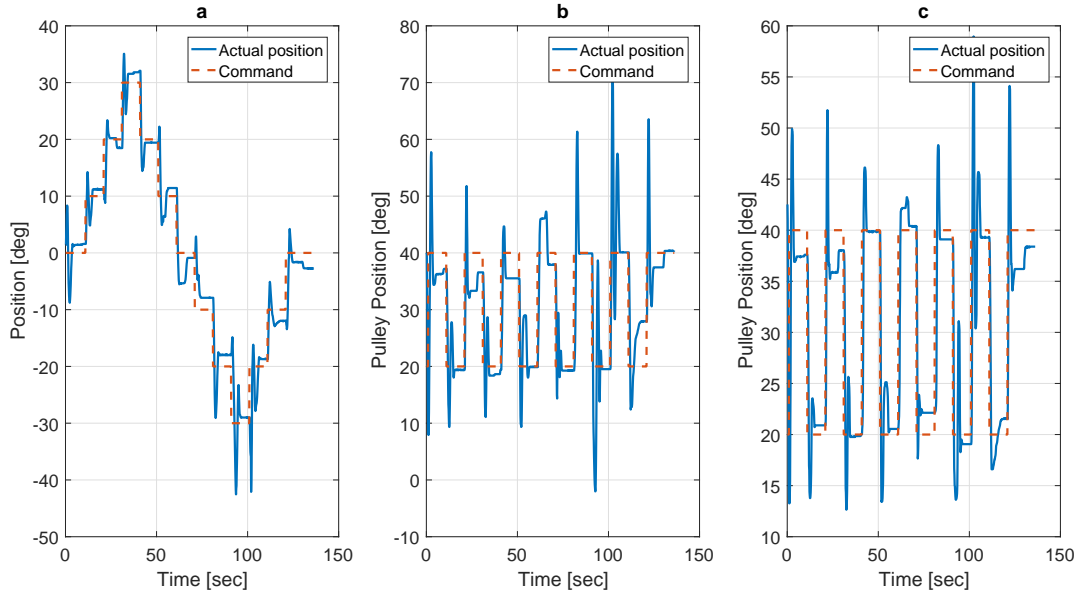 a
40
30
20
10
0
-10
-20
-30
-40
-50
0
50
100
150
Position [deg]
Time [sec]
Actual position
Command
b
80
70
60
50
40
30
20
10
0
-10
0
50
100
150
Pulley Position [deg]
Time [sec]
Actual position
Command
c
60
55
50
45
40
35
30
25
20
15
10
0
50
100
150
Pulley Position [deg]
Time [sec]
Actual position
Command